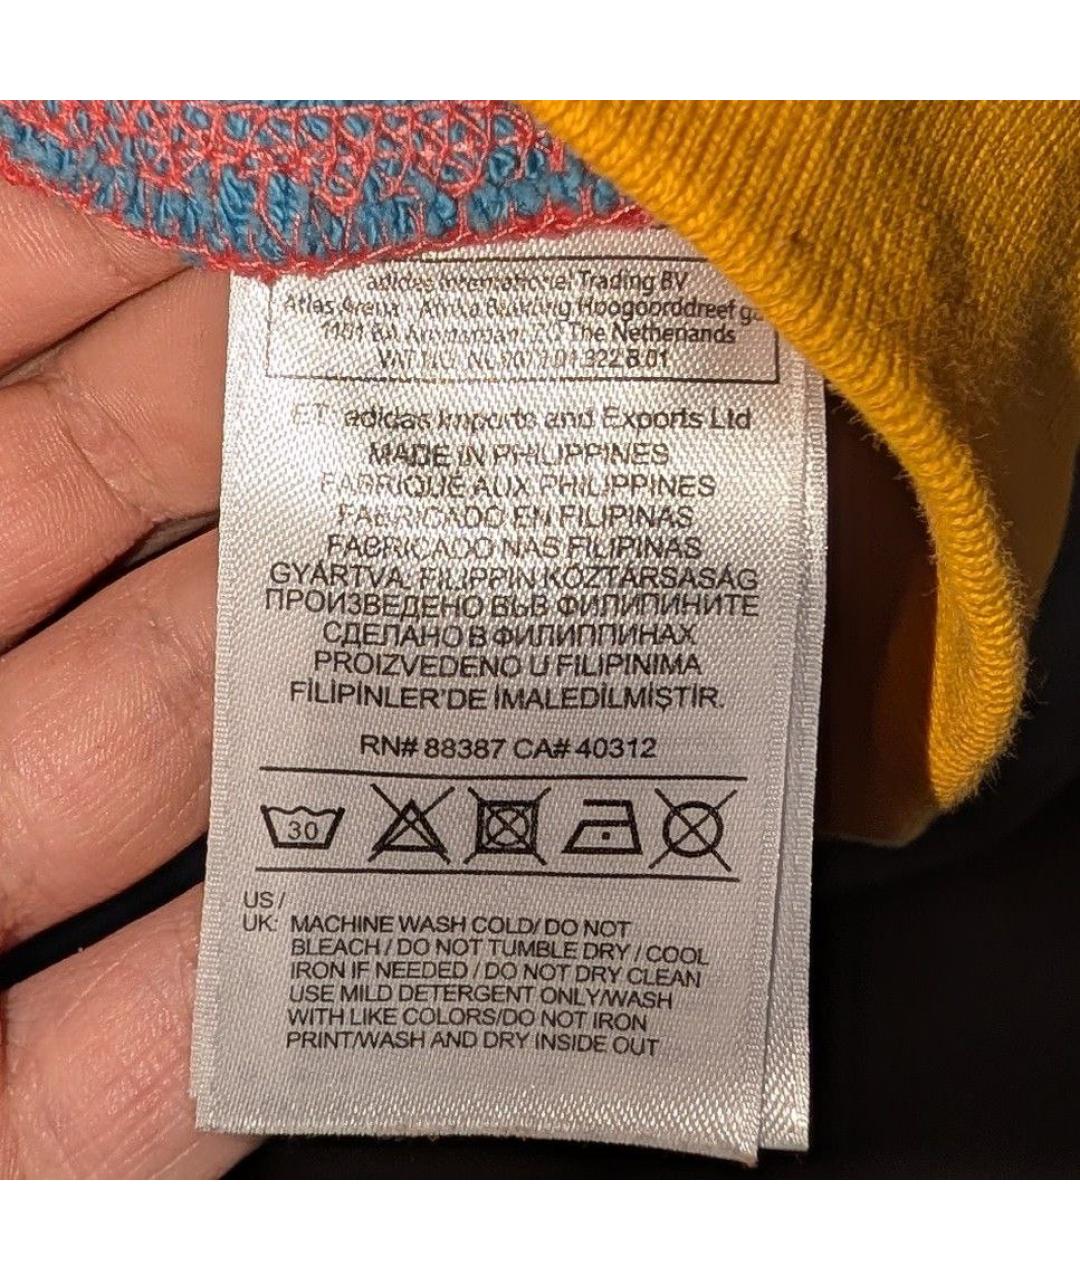 adidas International Trading BV
Atlas Arena - Africa Building Hoogoorddreef
The Netherlands
adidas Imports and Exports Ltd
MADE IN PHILIPPINES
FABRIQUÉ AUX PHILIPPINES
FABRICADO EN FILIPINAS
FABRICADO NAS FILIPINAS
GYÁRTVA: FILIPPIN KÖZTÁRSASÁG
ПРОИЗВЕДЕНО ВЪВ ФИЛИПИНИТЕ
СДЕЛАНО В ФИЛИППИНАХ
PROIZVEDENO U FILIPINIMA
FİLİPİNLER'DE İMALEDİLMİŞTİR.
RN# 88387 CA# 40312
30
US /
UK: MACHINE WASH COLD/ DO NOT
BLEACH / DO NOT TUMBLE DRY / COOL
IRON IF NEEDED / DO NOT DRY CLEAN
USE MILD DETERGENT ONLY/WASH
WITH LIKE COLORS/DO NOT IRON
PRINT/WASH AND DRY INSIDE OUT